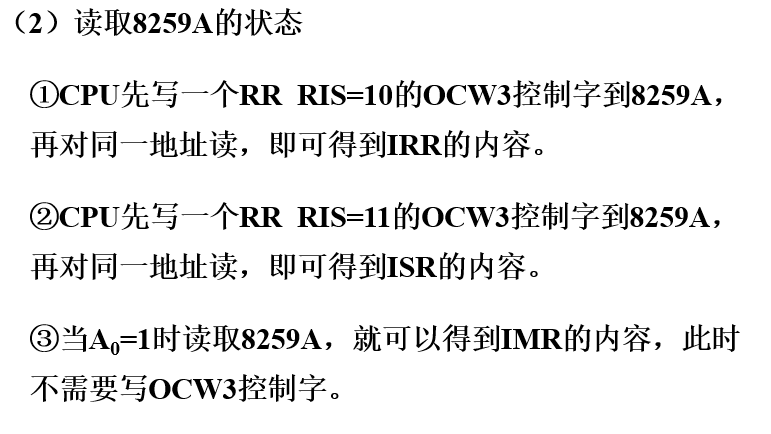 （2）读取8259A的状态
①CPU先写一个RR RIS=10的OCW3控制字到8259A，
再对同一地址读，即可得到IRR的内容。
②CPU先写一个RR RIS=11的OCW3控制字到8259A，
再对同一地址读，即可得到ISR的内容。
③当A₀=1时读取8259A，就可以得到IMR的内容，此时
不需要写OCW3控制字。